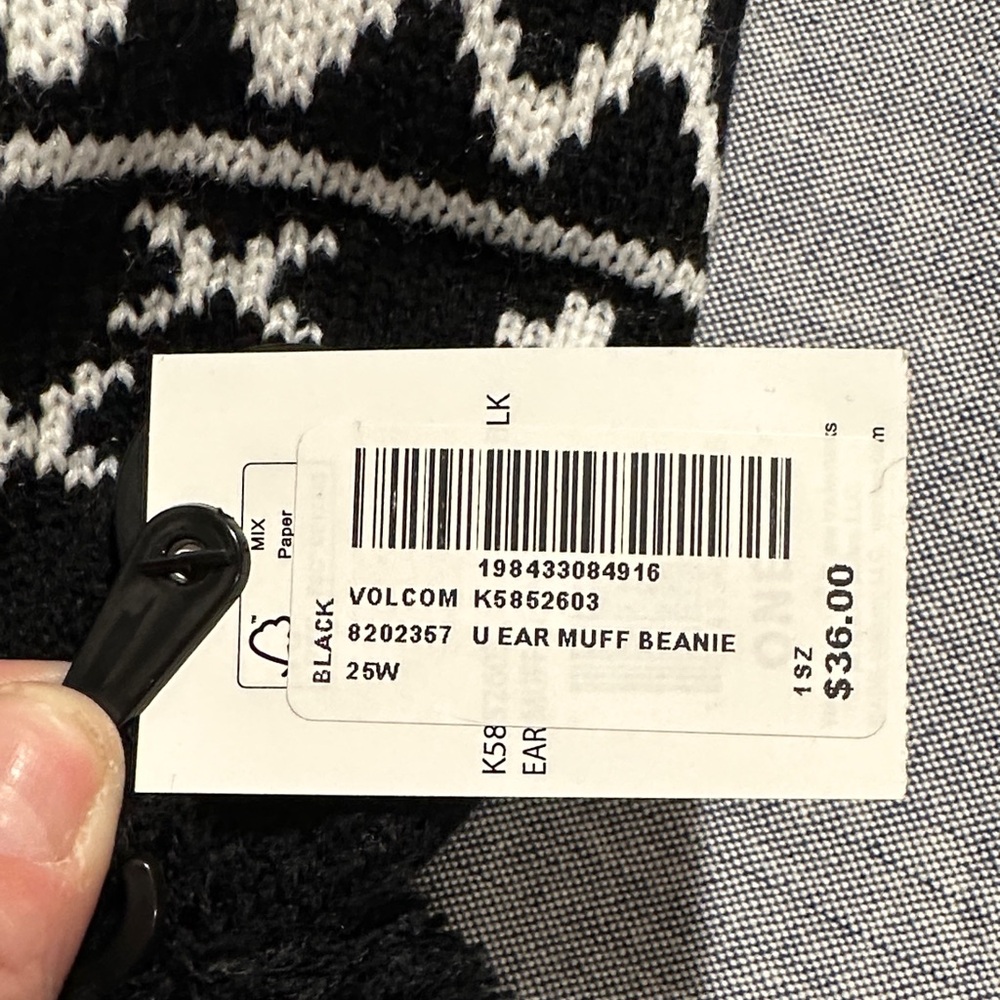 LK
MIX
Paper
198433084916
VOLCOM K5852603
8202357 U EAR MUFF BEANIE
25W
BLACK
1SZ
$36.00
K58
EAR